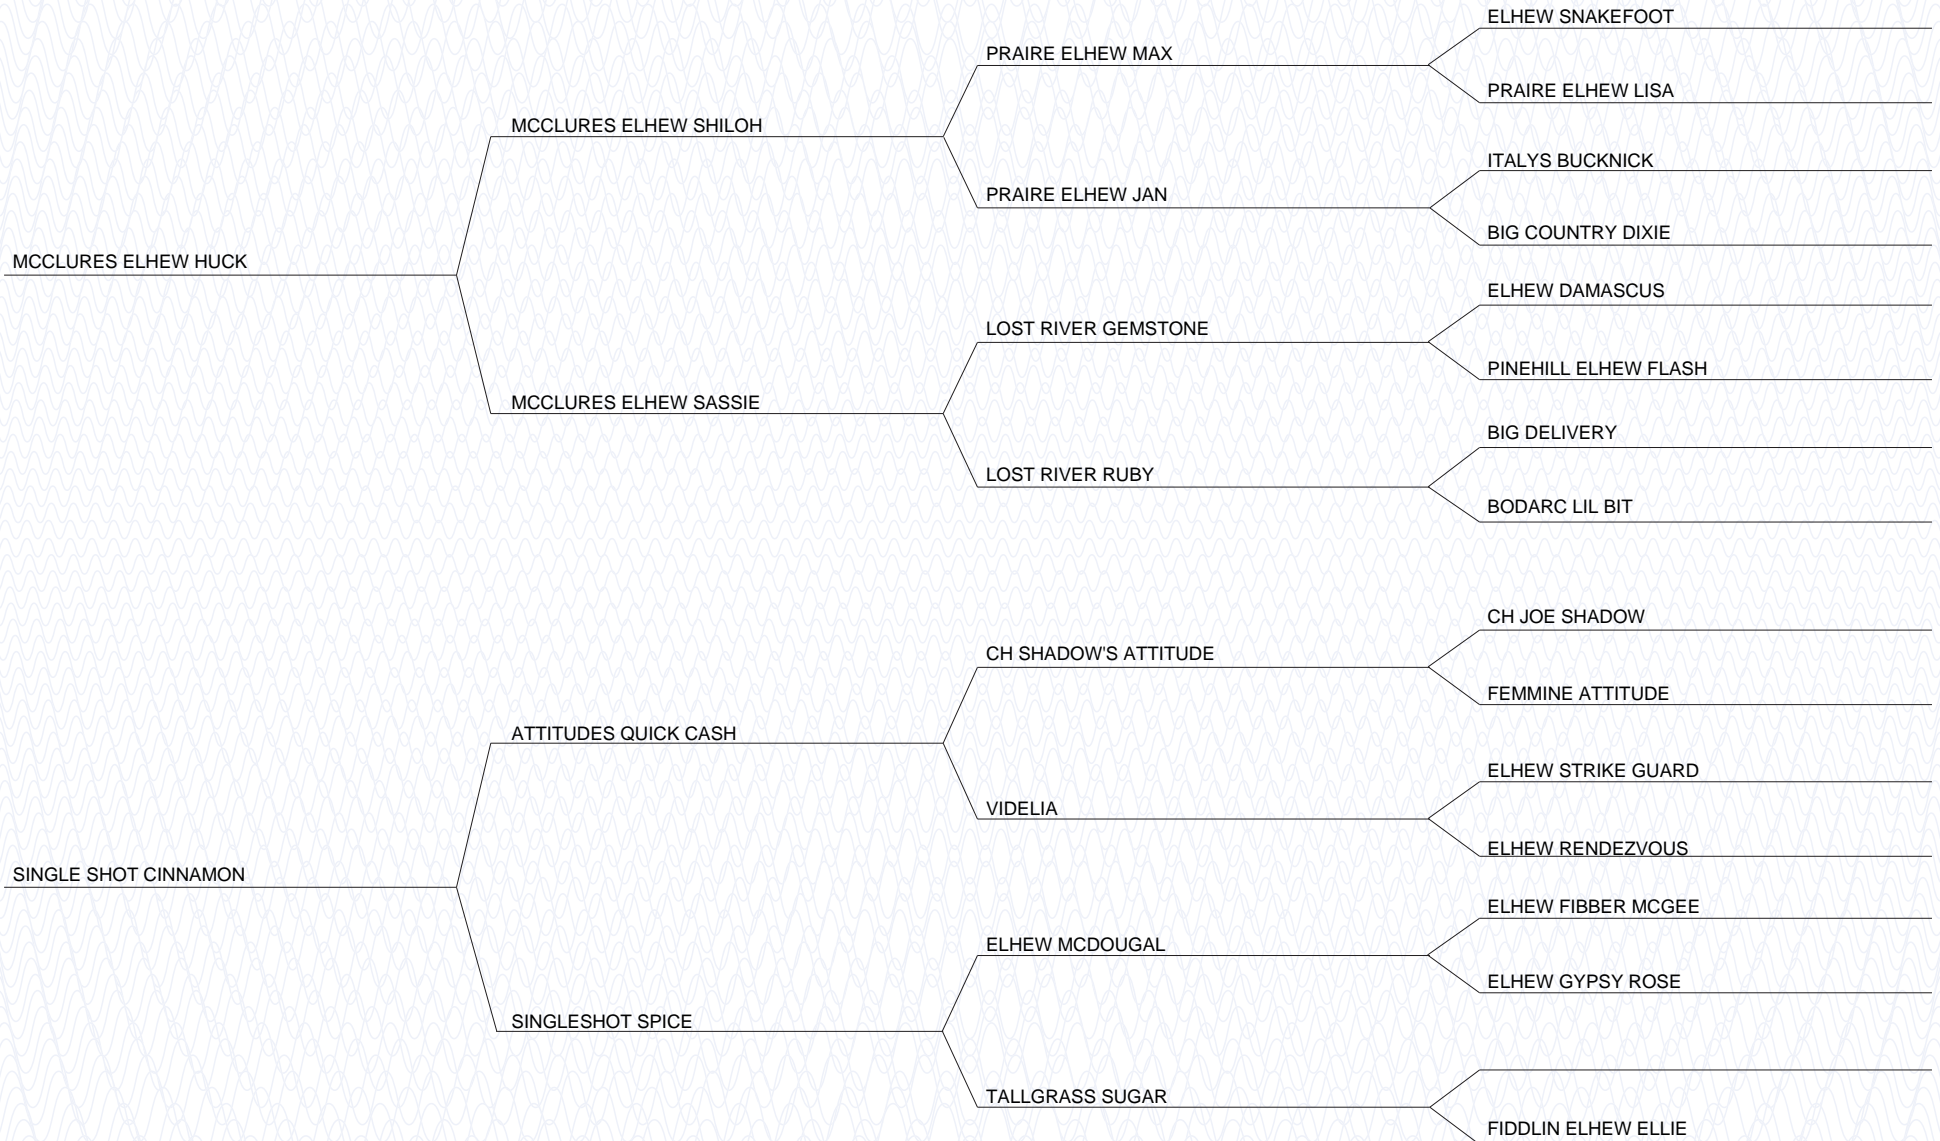 ELHEW SNAKEFOOT
PRAIRE ELHEW MAX
PRAIRE ELHEW LISA
MCCLURES ELHEW SHILOH
ITALYS BUCKNICK
PRAIRE ELHEW JAN
BIG COUNTRY DIXIE
MCCLURES ELHEW HUCK
ELHEW DAMASCUS
LOST RIVER GEMSTONE
PINEHILL ELHEW FLASH
MCCLURES ELHEW SASSIE
BIG DELIVERY
LOST RIVER RUBY
BODARC LIL BIT
CH JOE SHADOW
CH SHADOW'S ATTITUDE
FEMMINE ATTITUDE
ATTITUDES QUICK CASH
ELHEW STRIKE GUARD
VIDELIA
ELHEW RENDEZVOUS
SINGLE SHOT CINNAMON
ELHEW FIBBER MCGEE
ELHEW MCDOUGAL
ELHEW GYPSY ROSE
SINGLESHOT SPICE
TALLGRASS SUGAR
FIDDLIN ELHEW ELLIE